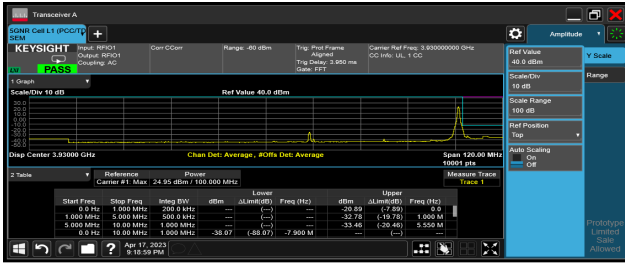 Transceiver A
5GNR Cell L1 (PCC/T
SEM
Amplitude
KEYSIGHT
Input: RFIO1
Output: RFIO1
Coupling: AC
Corr CCorr
Range: -60 dBm
Trig: Prot Frame
Aligned
Trig Delay: 3.950 ms
Gate: FFT
Carrier Ref Freq: 3.930000000 GHz
CC Info: UL, 1 CC
PASS
Ref Value
40.0 dBm
Y Scale
1 Graph
Scale/Div 10 dB
Ref Value 40.0 dBm
Scale/Div
10 dB
Range
30.0
20.0
10.0
0.0
-10.0
-20.0
-30.0
-40.0
-50.0
Scale Range
100 dB
Ref Position
Top
Auto Scaling
On
Off
Disp Center 3.93000 GHz
Chan Det: Average , #Offs Det: Average
Span 120.00 MHz
10001 pts
2 Table
Reference
Carrier #1: Max
Power
24.95 dBm / 100.000 MHz
Measure Trace
Trace 1
Lower
Upper
Start Freq Stop Freq Integ BW dBm ΔLimit(dB) Freq (Hz) dBm ΔLimit(dB) Freq (Hz)
0.0 Hz 1.000 MHz 200.0 kHz --- (---) --- -20.89 (-7.89) 0.0
1.000 MHz 5.000 MHz 500.0 kHz --- (---) --- -32.78 (-19.78) 1.000 M
5.000 MHz 10.00 MHz 1.000 MHz --- (---) --- -33.46 (-20.46) 5.550 M
0.0 Hz 10.00 MHz 1.000 MHz -38.07 (-88.07) -7.900 M --- (---) ---
Prototype
Limited
Sale
Allowed
?
Apr 17, 2023
9:18:59 PM